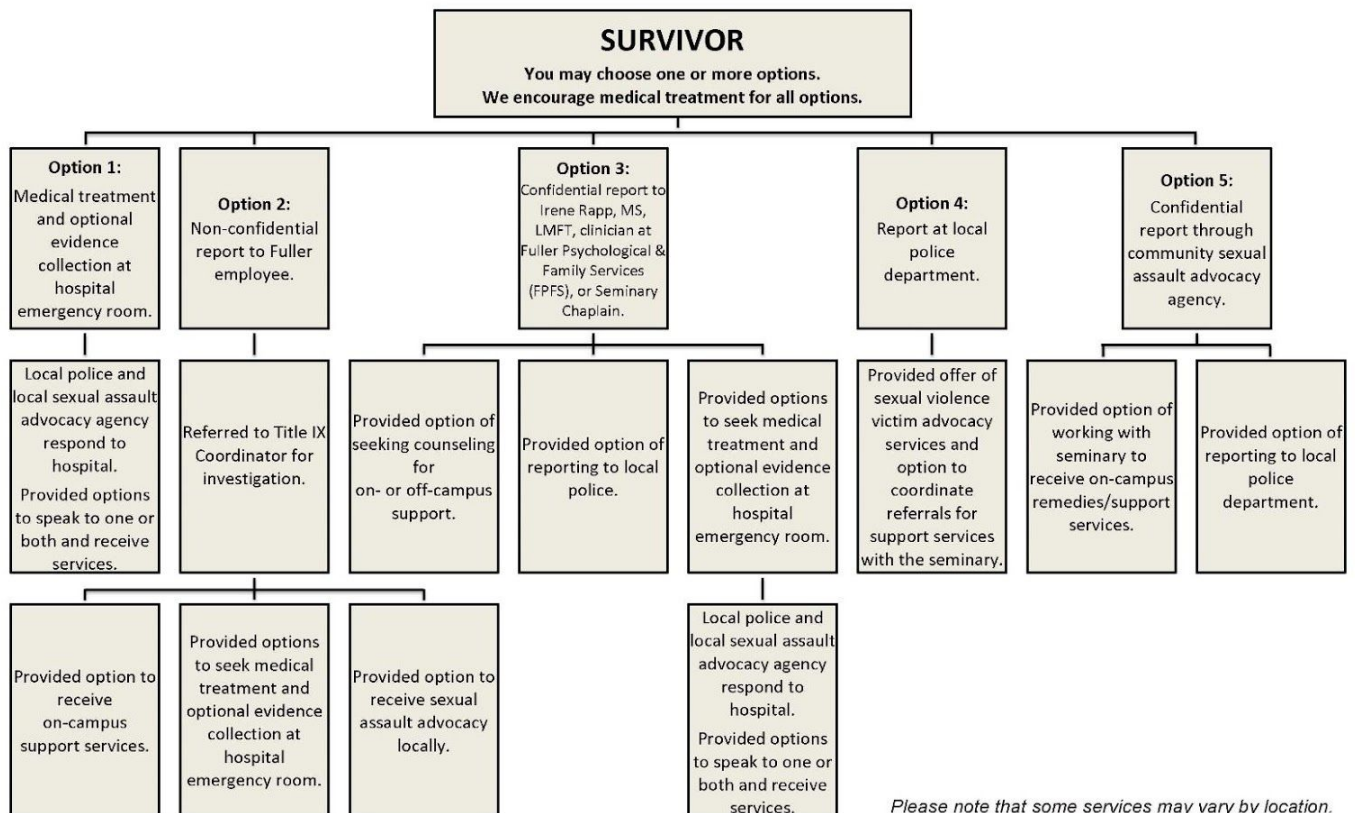 SURVIVOR
You may choose one or more options.
We encourage medical treatment for all options.
Option 1:
Medical treatment
and optional
evidence
collection at
hospital
emergency room.
Option 2:
Non-confidential
report to Fuller
employee.
Option 3:
Confidential report to
Irene Rapp, MS,
LMFT, clinician at
Fuller Psychological &
Family Services
(FPFS), or Seminary
Chaplain.
Option 4:
Report at local
police
department.
Option 5:
Confidential
report through
community sexual
assault advocacy
agency.
Local police and
local sexual assault
advocacy agency
respond to
hospital.
Provided options
to speak to one or
both and receive
services.
Referred to Title IX
Coordinator for
investigation.
Provided option of
seeking counseling
for
on- or off-campus
support.
Provided option of
reporting to local
police.
Provided options
to seek medical
treatment and
optional evidence
collection at
hospital
emergency room.
Provided offer of
sexual violence
victim advocacy
services and
option to
coordinate
referrals for
support services
with the seminary.
Provided option of
working with
seminary to
receive on-campus
remedies/support
services.
Provided option of
reporting to local
police
department.
Provided option to
receive
on-campus
support services.
Provided options
to seek medical
treatment and
optional evidence
collection at
hospital
emergency room.
Provided option to
receive sexual
assault advocacy
locally.
Local police and
local sexual assault
advocacy agency
respond to
hospital.
Provided options
to speak to one or
both and receive
services.
Please note that some services may vary by location.